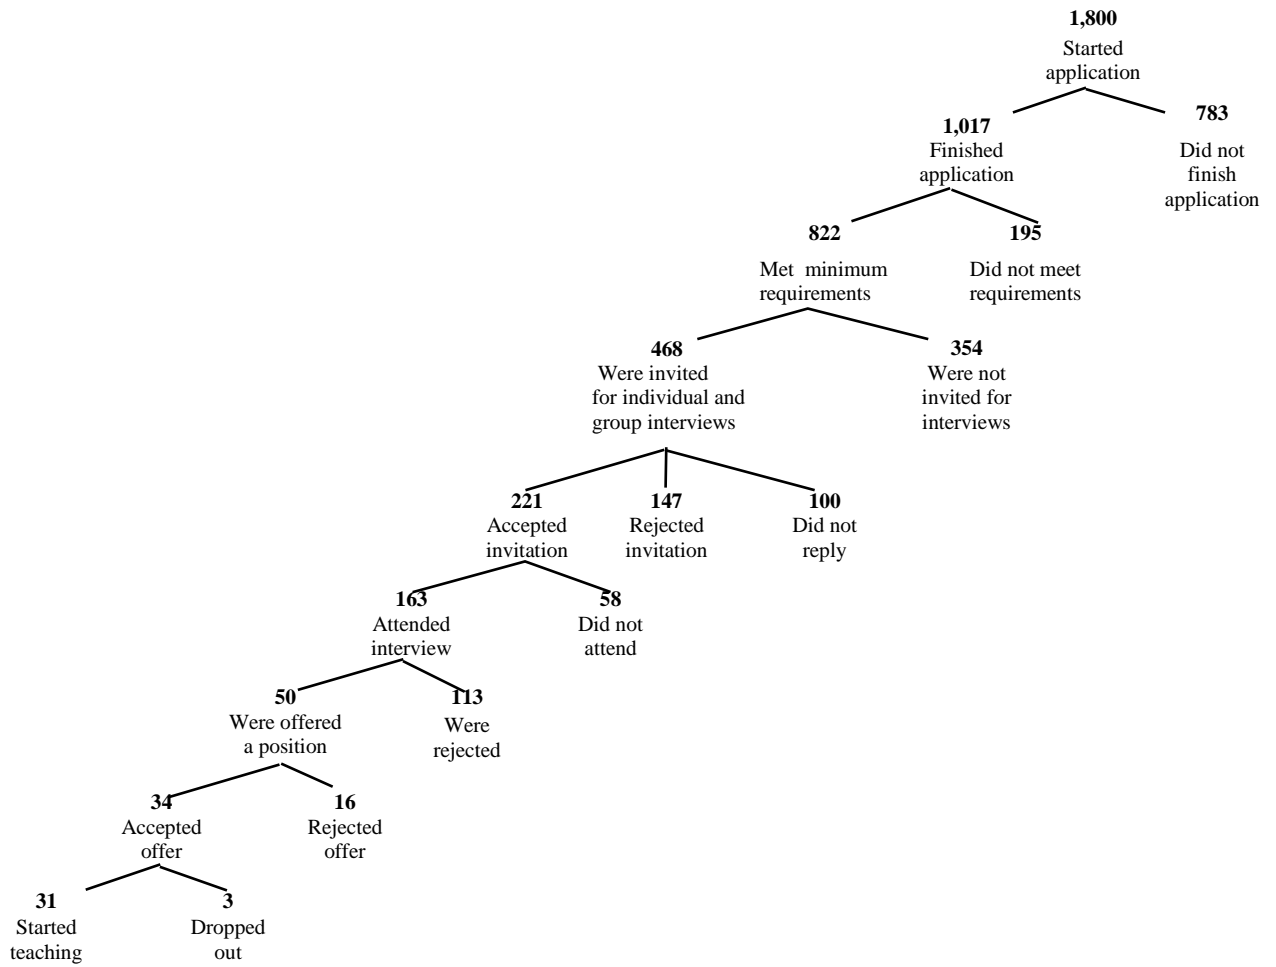 1,800
Started
application
1,017
Finished
application
783
Did not
finish
application
822
Met minimum
requirements
195
Did not meet
requirements
468
Were invited
for individual and
group interviews
354
Were not
invited for
interviews
221
Accepted
invitation
147
Rejected
invitation
100
Did not
reply
163
Attended
interview
58
Did not
attend
50
Were offered
a position
113
Were
rejected
34
Accepted
offer
16
Rejected
offer
31
Started
teaching
3
Dropped
out